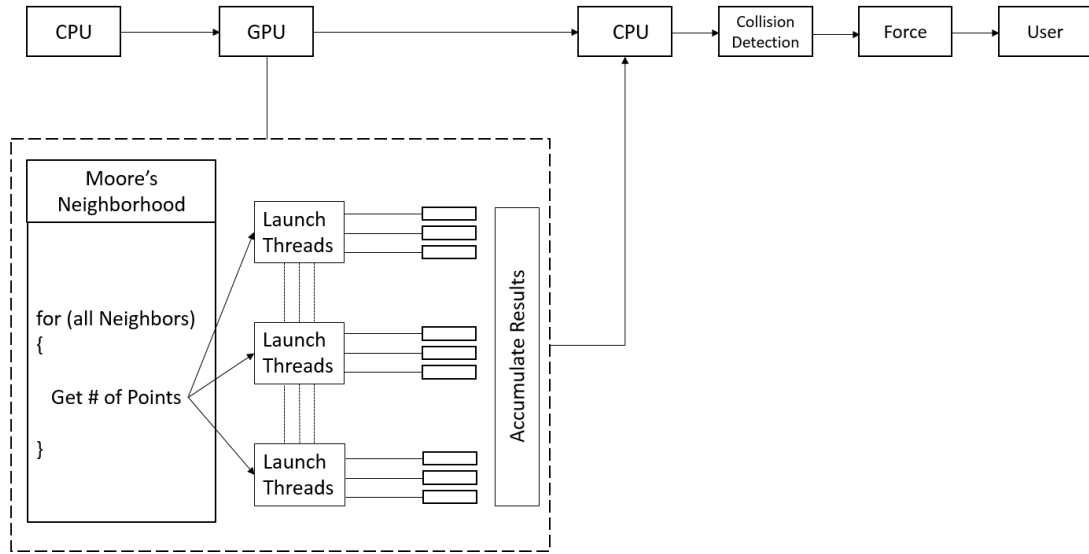 CPU
GPU
CPU
Collision
Detection
Force
User
Moore's
Neighborhood
for (all Neighbors)
{
Get # of Points
}
Launch
Threads
Launch
Threads
Launch
Threads
Accumulate Results